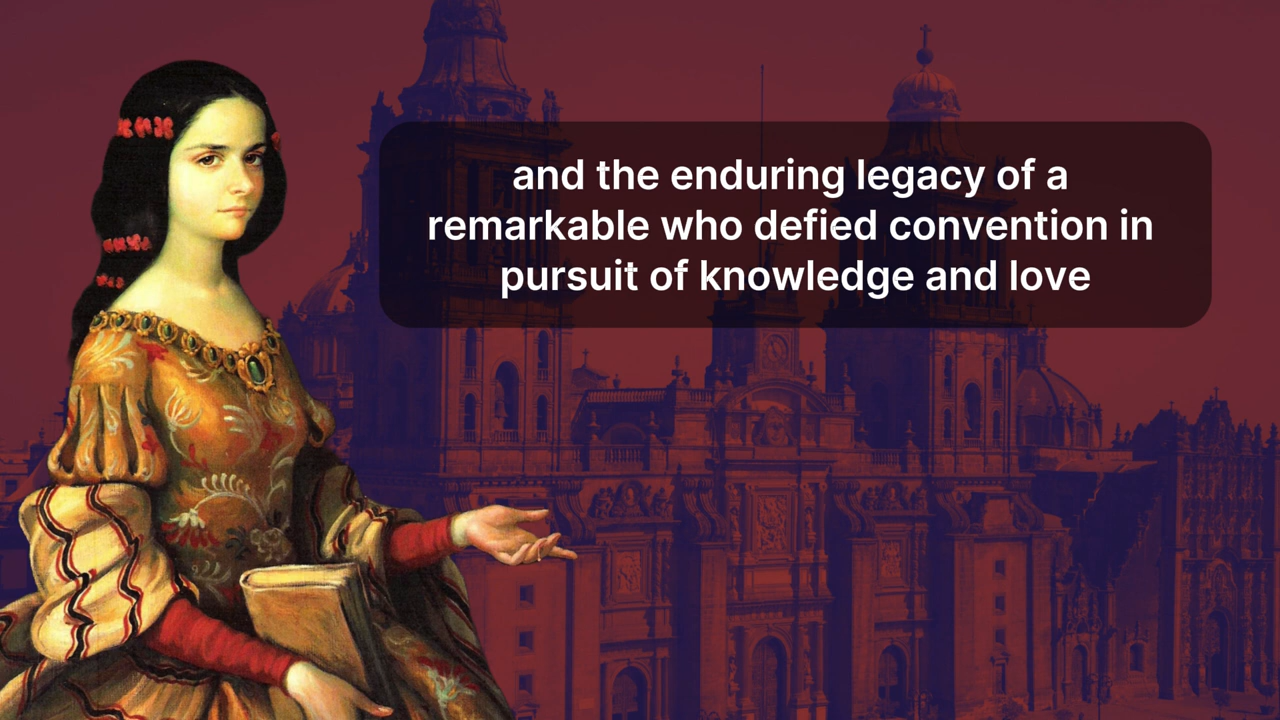 and the enduring legacy of a
remarkable who defied convention in
pursuit of knowledge and love